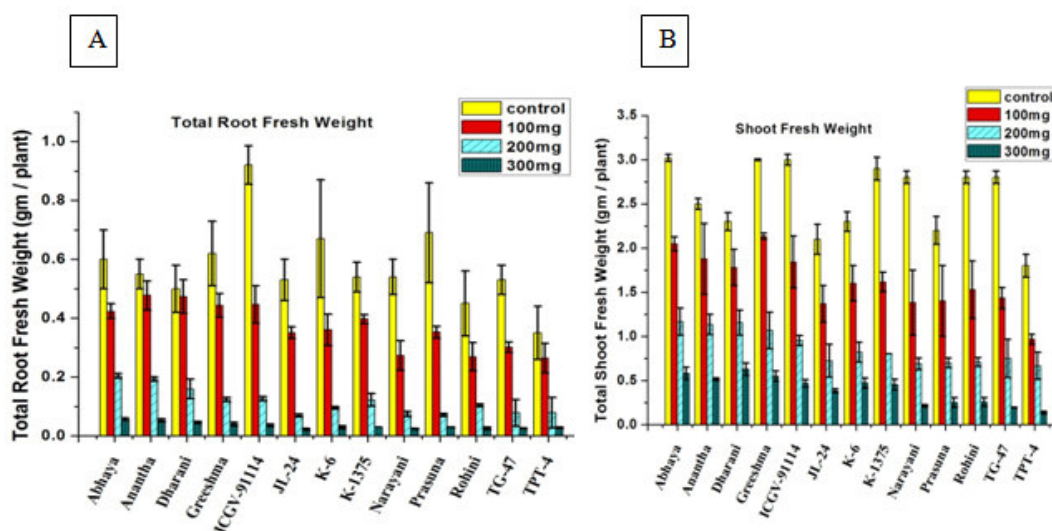 A
Total Root Fresh Weight
control
100mg
200mg
300mg
Total Root Fresh Weight (gm / plant)
1.0
0.8
0.6
0.4
0.2
0.0
Abhaya
Anantha
Dharani
Greeshma
ICGV-91114
JL-24
K-6
K-1375
Narayani
Prasuna
Rohini
TG-47
TPT-4
B
Shoot Fresh Weight
control
100mg
200mg
300mg
Total Shoot Fresh Weight (gm / plant)
3.5
3.0
2.5
2.0
1.5
1.0
0.5
0.0
Abhaya
Anantha
Dharani
Greeshma
ICGV-91114
JL-24
K-6
K-1375
Narayani
Prasuna
Rohini
TG-47
TPT-4